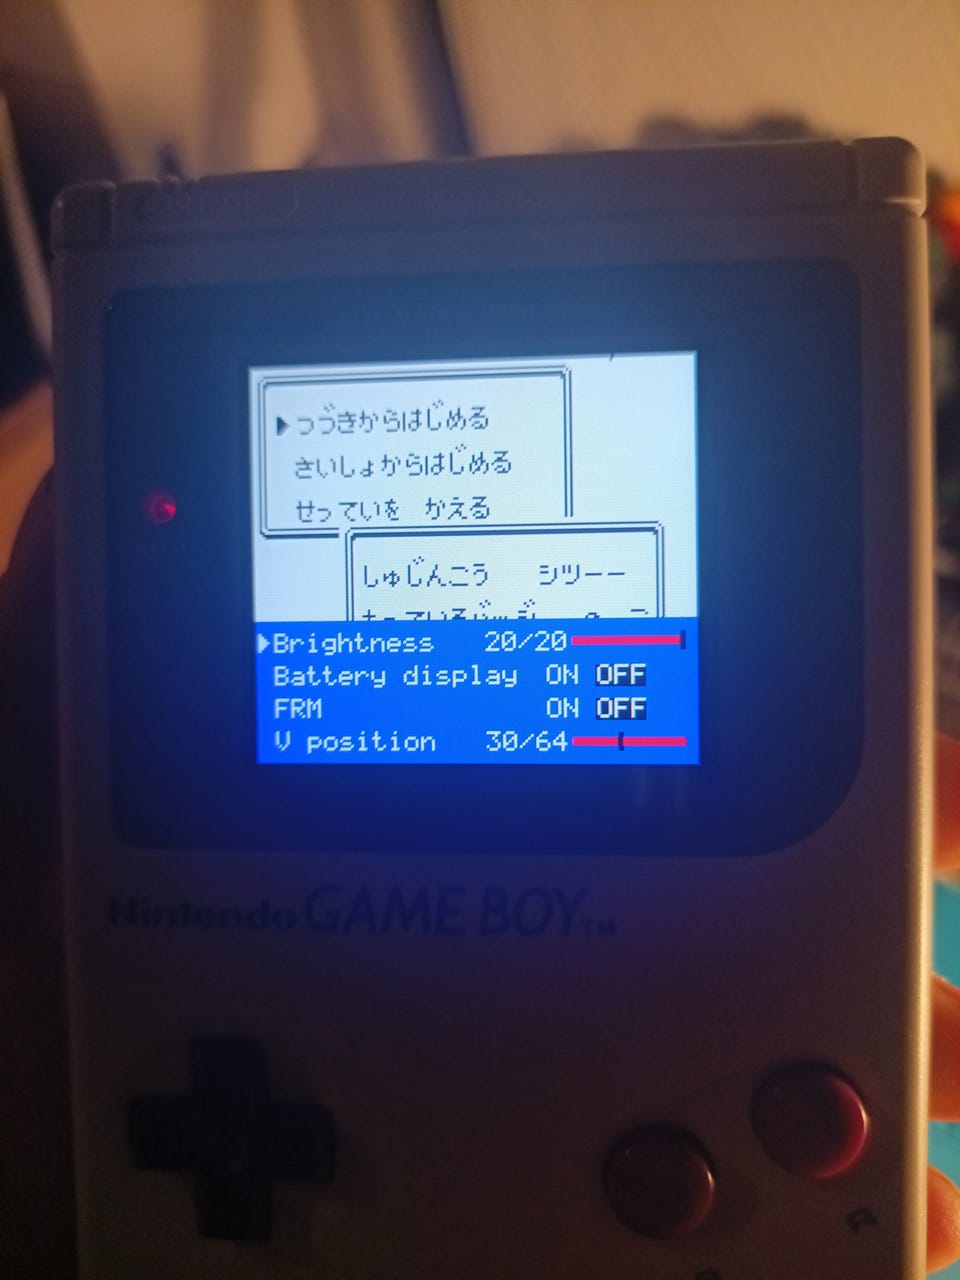 ▶つづきからはじめる
さいしょからはじめる
せっていを かえる
しゅじんこう シツーー
▶Brightness 20/20
Battery display ON OFF
FRM ON OFF
V position 30/64
Nintendo GAME BOY™
A